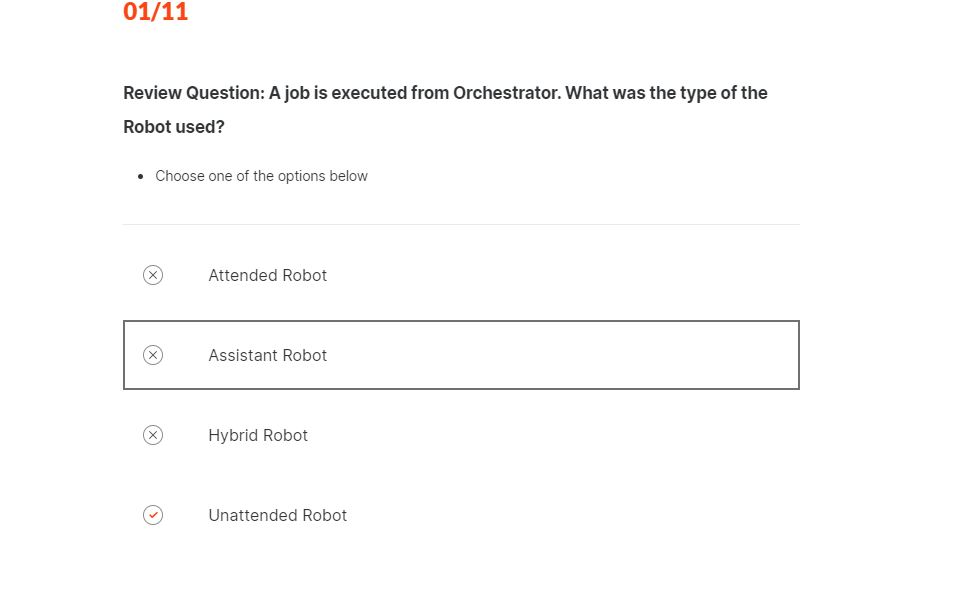 01/11
Review Question: A job is executed from Orchestrator. What was the type of the
Robot used?
• Choose one of the options below
Attended Robot
Assistant Robot
Hybrid Robot
Unattended Robot